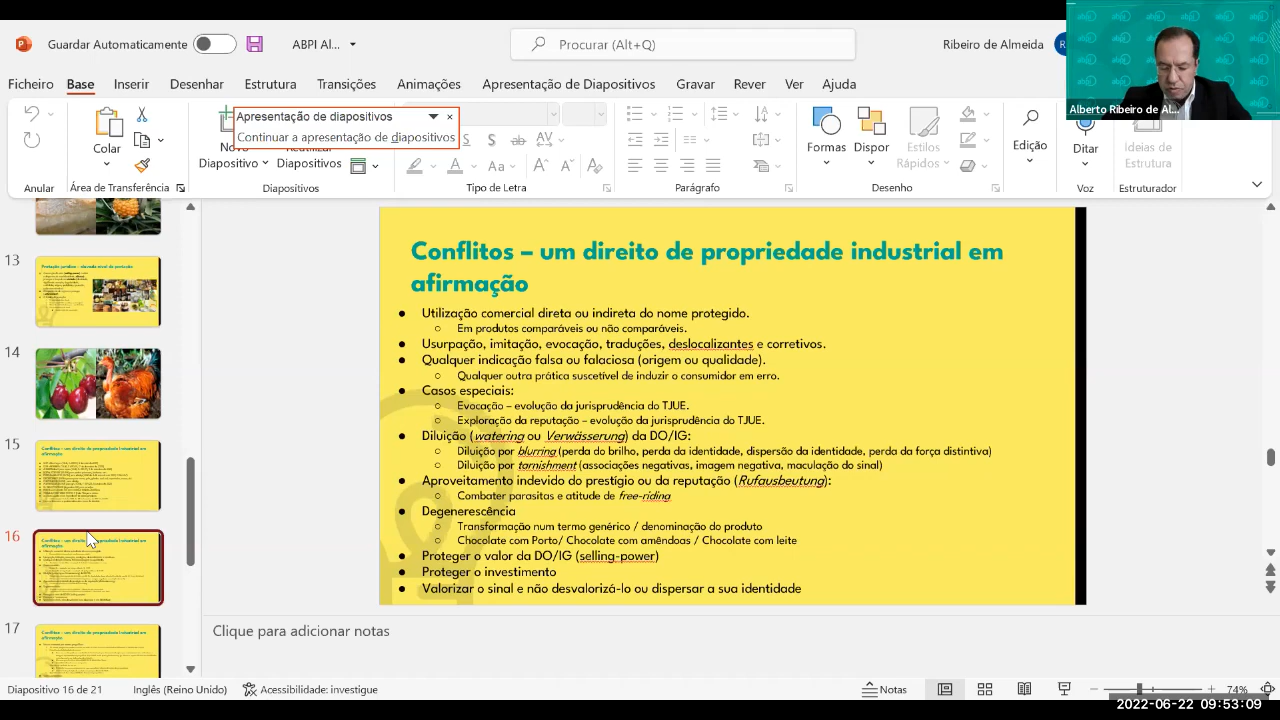 Guardar Automaticamente
ABPI Al...
Procurar (Alt+Q)
Ribeiro de Almeida
Ficheiro Base Inserir Desenhar Estrutura Transições Animações Apresentação de Diapositivos Gravar Rever Ver Ajuda
Apresentação de diapositivos
Continuar a apresentação de diapositivos
Colar
Diapositivo Diapositivos
Formas Dispor Estilos Rápidos
Edição
Ditar
Ideias de Estrutura
Anular Área de Transferência Diapositivos Tipo de Letra Parágrafo Desenho Voz Estruturador
Alberto Ribeiro de Al...
13
14
15
16
17
Conflitos – um direito de propriedade industrial em
afirmação
● Utilização comercial direta ou indireta do nome protegido.
○ Em produtos comparáveis ou não comparáveis.
● Usurpação, imitação, evocação, traduções, deslocalizantes e corretivos.
● Qualquer indicação falsa ou falaciosa (origem ou qualidade).
○ Qualquer outra prática suscetível de induzir o consumidor em erro.
● Casos especiais:
○ Evocação – evolução da jurisprudência do TJUE.
○ Exploração da reputação – evolução da jurisprudência do TJUE.
● Diluição (watering ou Verwässerung) da DO/IG:
○ Diluição por blurring (perda do brilho, perda da identidade, dispersão da identidade, perda da força distintiva)
○ Diluição por tarnishment (associações negativas, imagem negativa, maculação do sinal)
● Aproveitamento indevido do prestígio ou da reputação (Rufausbeutung):
○ Combater parasitas e atitude de free-riding
● Degenerescência
○ Transformação num termo genérico / denominação do produto
○ Chocolate com Porto/ Chocolate com amêndoas / Chocolate com leite
● Proteger o valor da DO/IG (selling-power)
● Proteger o investimento
● Valorizar o sinal e não desvalorizá-lo ou dispersar a sua identidade
Clique para adicionar notas
Diapositivo 16 de 21 Inglês (Reino Unido) Acessibilidade: investigue Notas 74%
2022-06-22 09:53:09